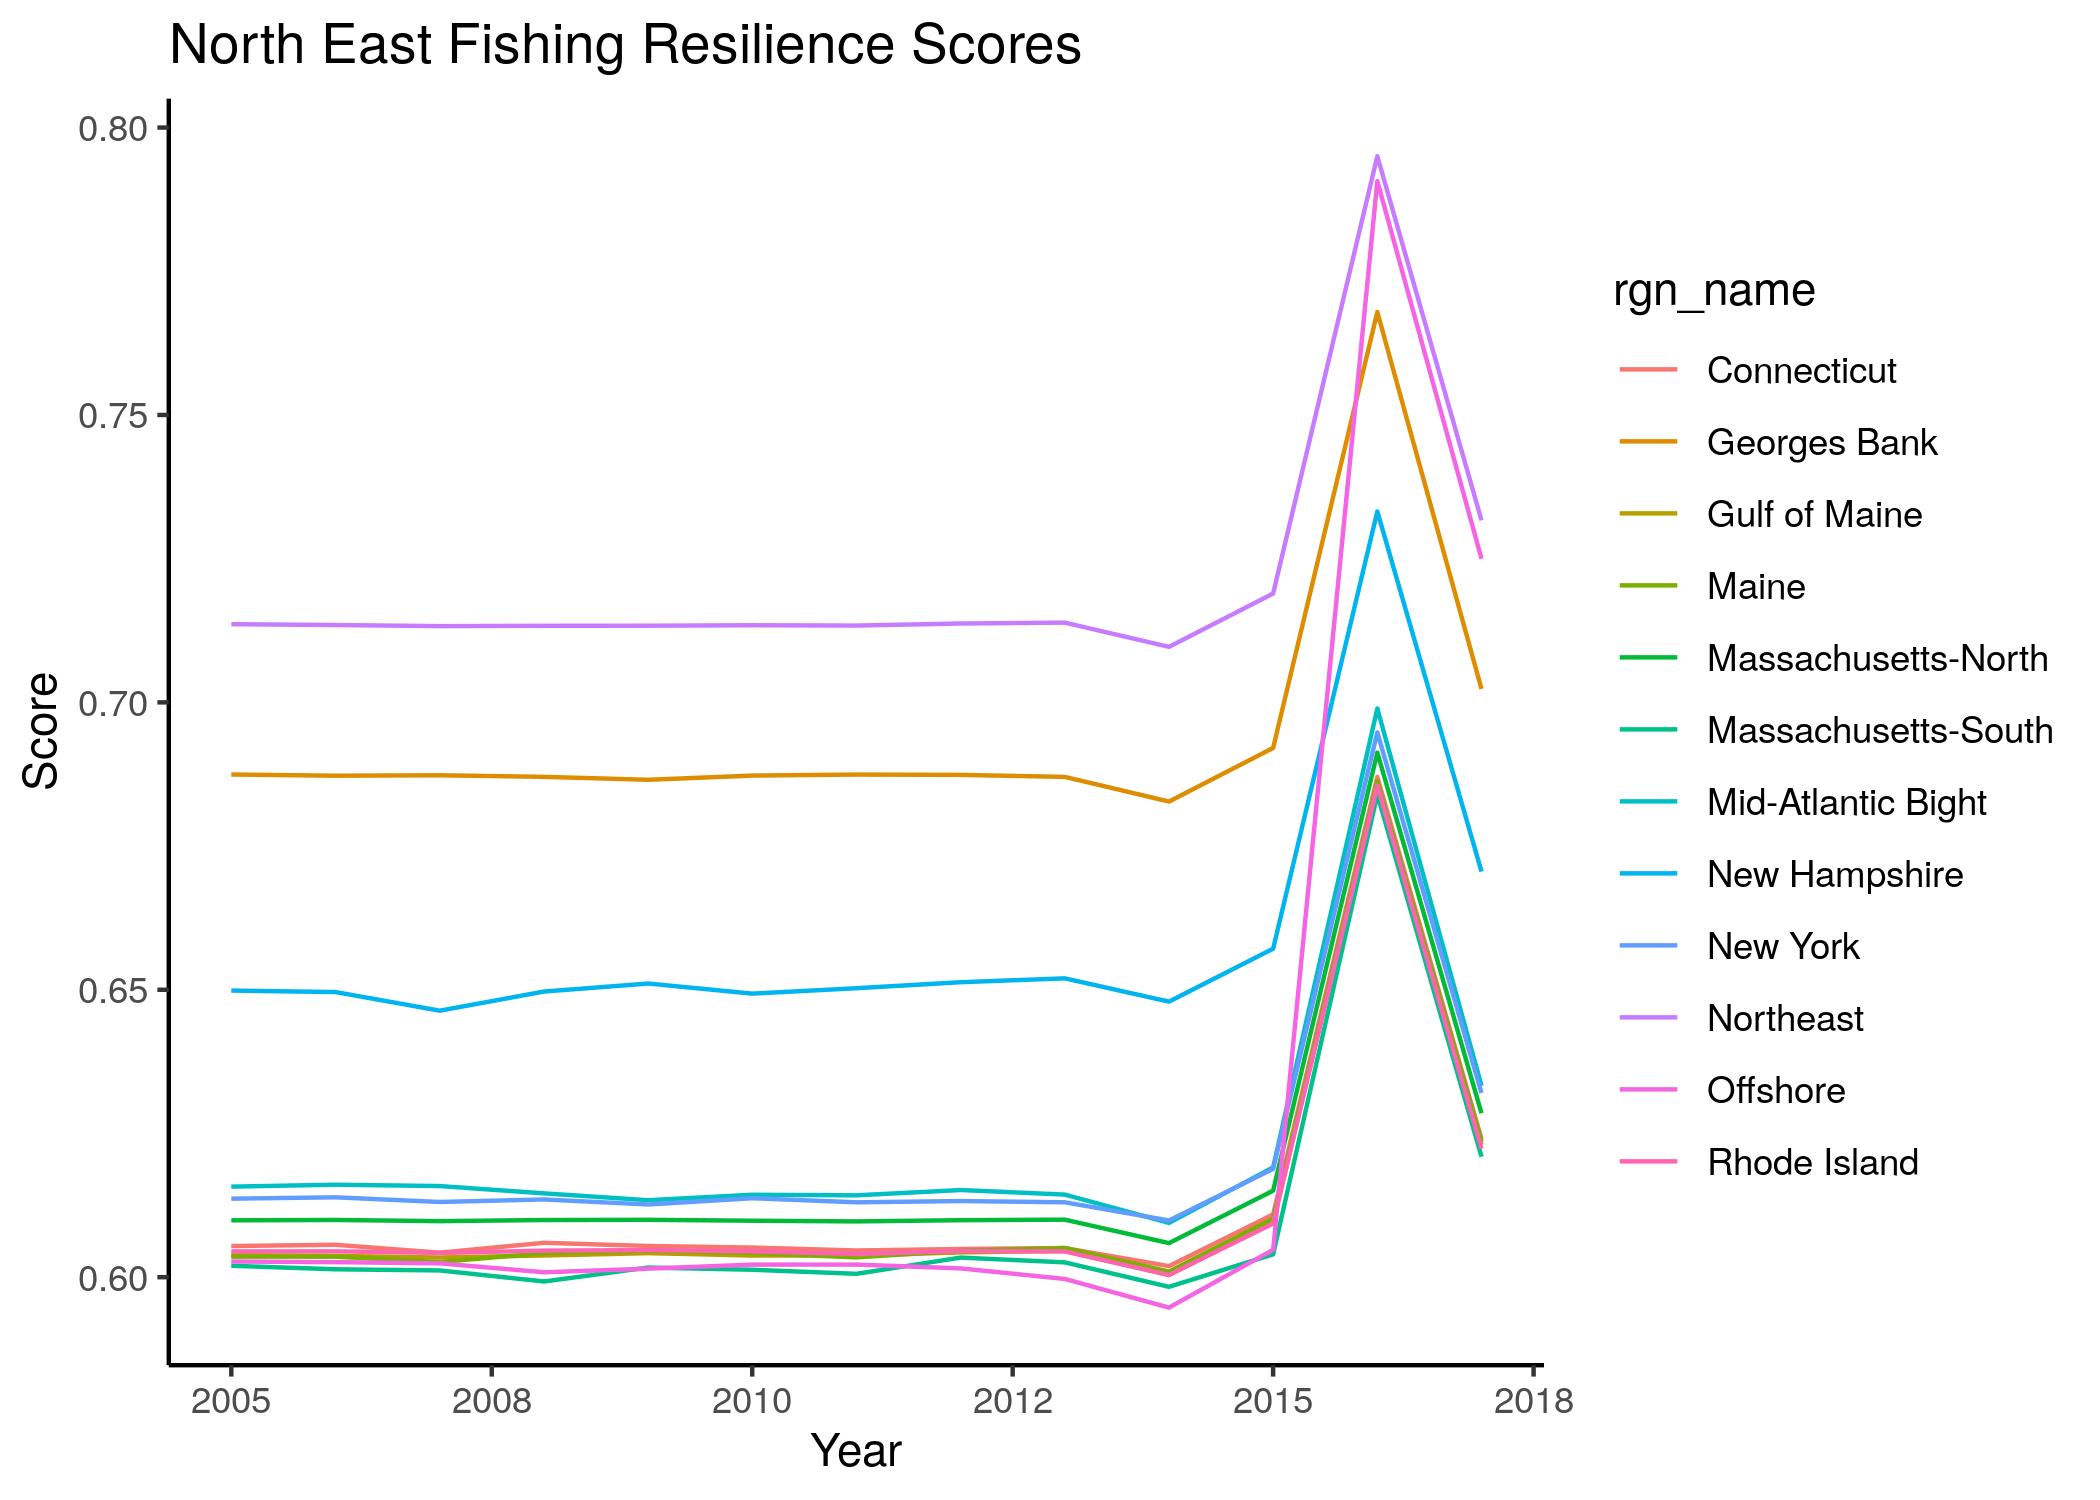 North East Fishing Resilience Scores
0.80
0.75
0.70
0.65
0.60
Score
2005 2008 2010 2012 2015 2018
Year
rgn_name
Connecticut
Georges Bank
Gulf of Maine
Maine
Massachusetts-North
Massachusetts-South
Mid-Atlantic Bight
New Hampshire
New York
Northeast
Offshore
Rhode Island